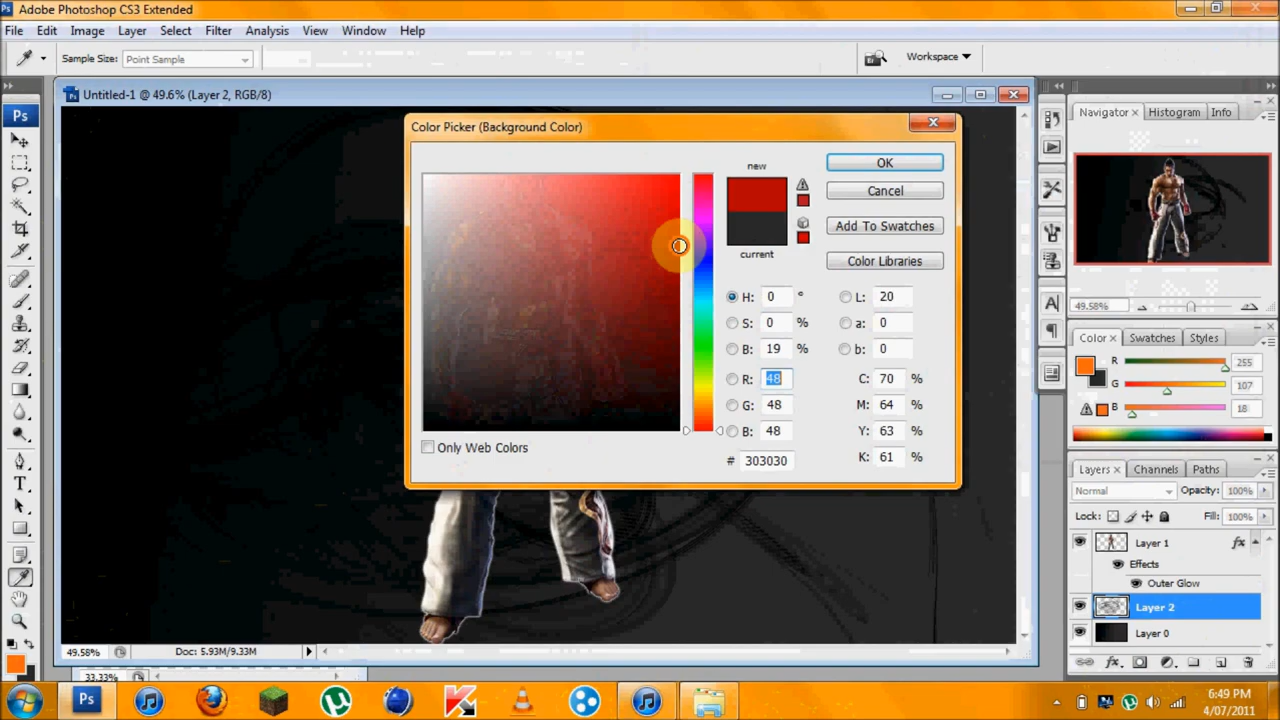 Ps Adobe Photoshop CS3 Extended
File Edit Image Layer Select Filter Analysis View Window Help
Sample Size: Point Sample Workspace
Untitled-1 @ 49.6% (Layer 2, RGB/8)
Ps
Color Picker (Background Color)
new
current
OK
Cancel
Add To Swatches
Color Libraries
H: 0 ° L: 20
S: 0 % a: 0
B: 19 % b: 0
R: 48 C: 70 %
G: 48 M: 64 %
B: 48 Y: 63 %
# 303030 K: 61 %
Only Web Colors
Navigator Histogram Info
49.58%
Color Swatches Styles
R 255
G 107
B 18
Layers Channels Paths
Normal Opacity: 100%
Lock: Fill: 100%
Layer 1 fx
Effects
Outer Glow
Layer 2
Layer 0
49.58% Doc: 5.93M/9.33M
33.33%
Ps
6:49 PM
4/07/2011